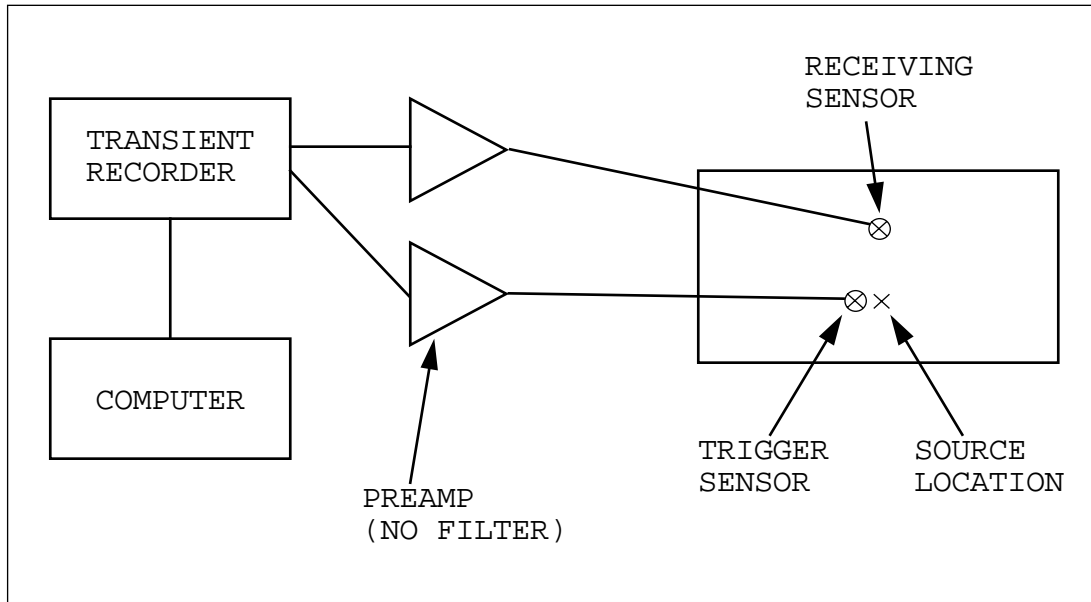 RECEIVING
SENSOR
TRANSIENT
RECORDER
COMPUTER
TRIGGER
SENSOR
SOURCE
LOCATION
PREAMP
(NO FILTER)